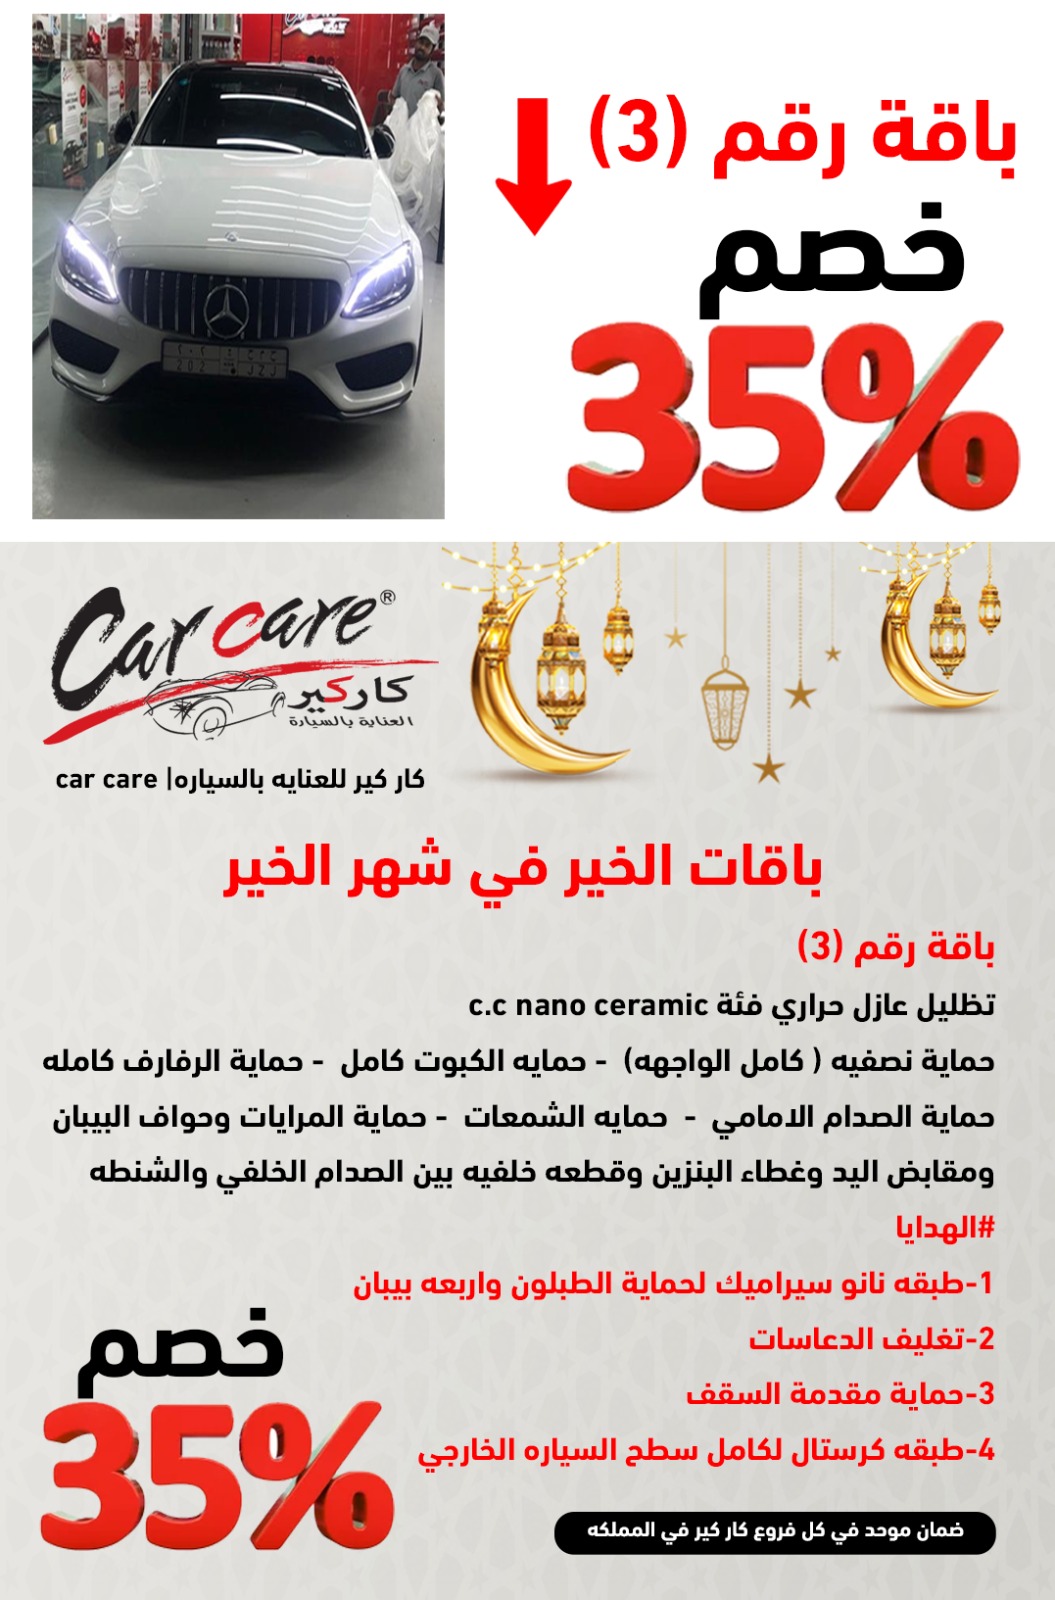 باقة رقم (3)
خصم
35%
٢٠٢
202 JZJ
Car care®
كار كير
العناية بالسيارة
كار كير للعنايه بالسياره| car care
باقات الخير في شهر الخير
باقة رقم (3)
تظليل عازل حراري فئة c.c nano ceramic
حماية نصفيه ( كامل الواجهه) - حمايه الكبوت كامل - حماية الرفارف كامله
حماية الصدام الامامي - حمايه الشمعات - حماية المرايات وحواف البيبان
ومقابض اليد وغطاء البنزين وقطعه خلفيه بين الصدام الخلفي والشنطه
#الهدايا
1-طبقه نانو سيراميك لحماية الطبلون واربعه بيبان
2-تغليف الدعاسات
3-حماية مقدمة السقف
4-طبقه كرستال لكامل سطح السياره الخارجي
خصم
35%
ضمان موحد في كل فروع كار كير في المملكه